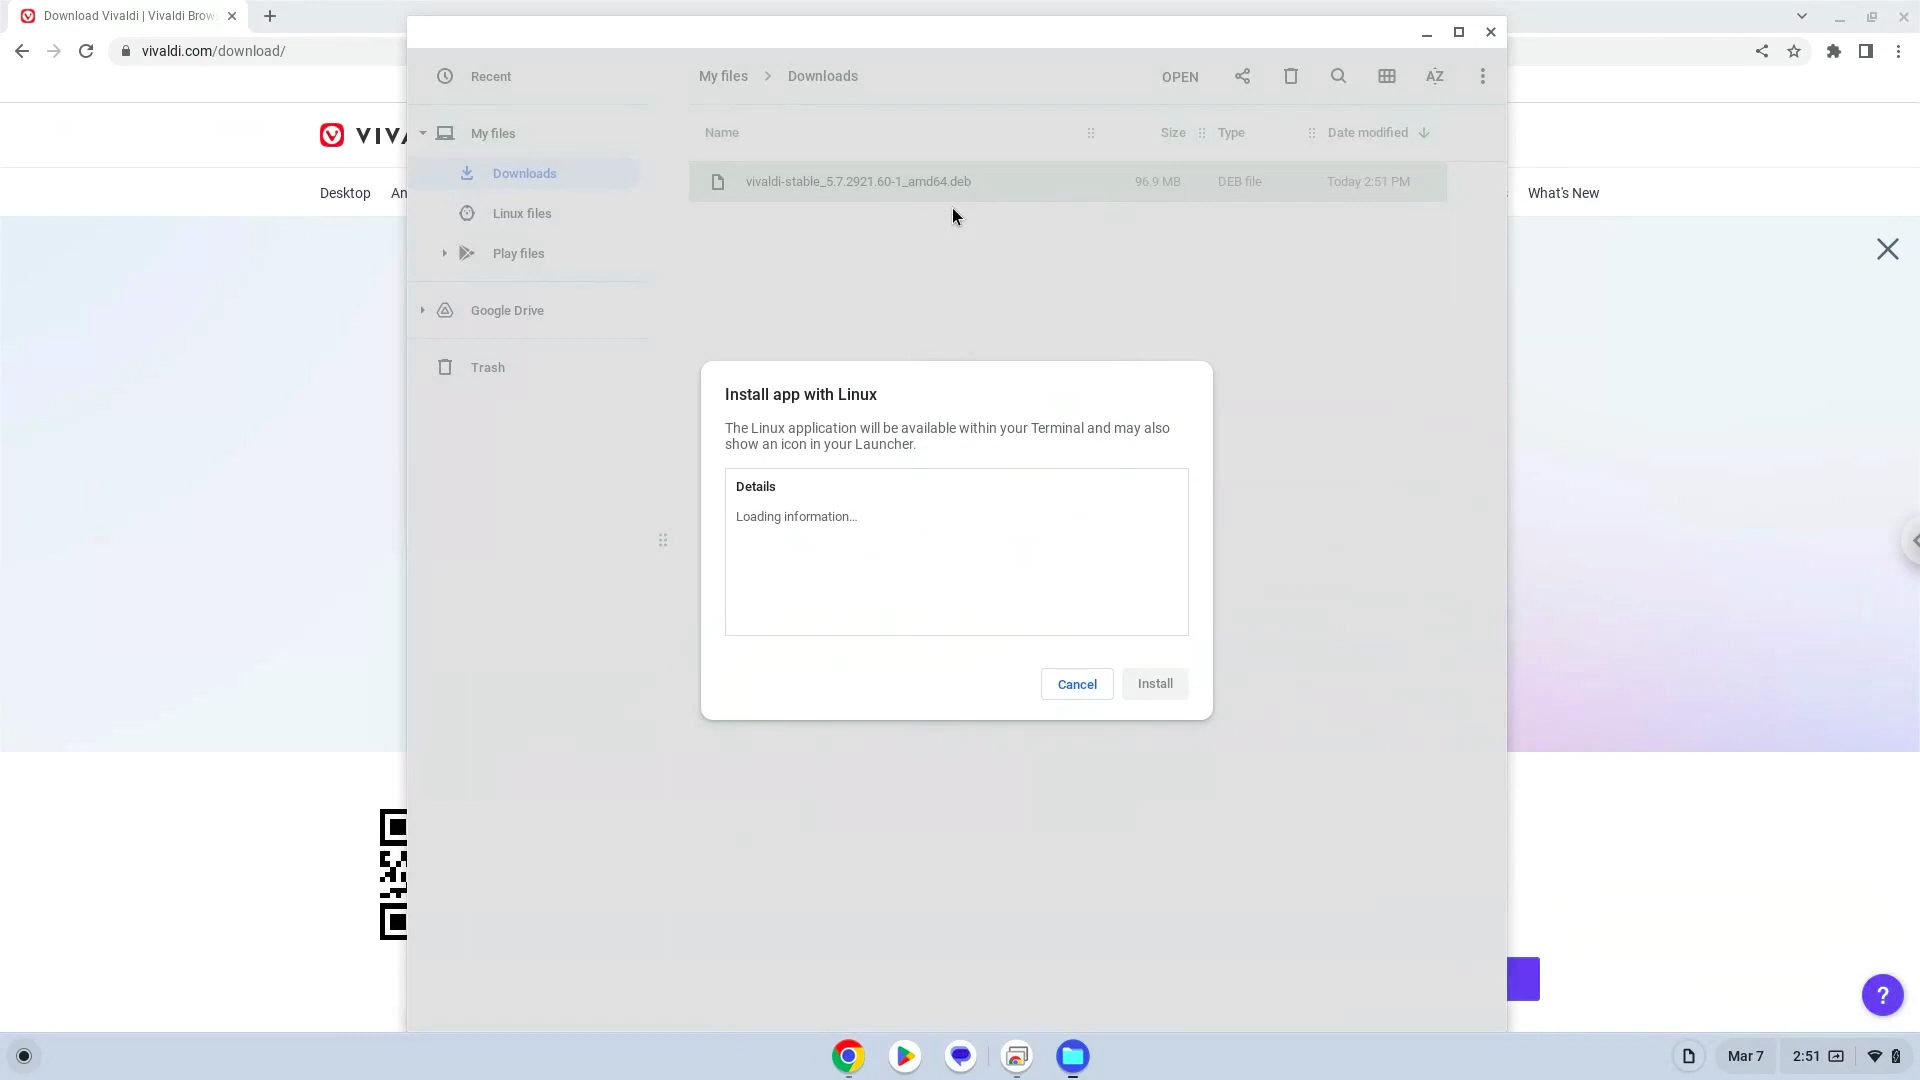 Download Vivaldi | Vivaldi Brow
vivaldi.com/download/
VIVA
Desktop
An
What's New
Recent
My files
Downloads
Linux files
Play files
Google Drive
Trash
My files > Downloads
OPEN
AZ
Name
Size
Type
Date modified
vivaldi-stable_5.7.2921.60-1_amd64.deb
96.9 MB
DEB file
Today 2:51 PM
Install app with Linux
The Linux application will be available within your Terminal and may also
show an icon in your Launcher.
Details
Loading information…
Cancel
Install
?
Mar 7
2:51